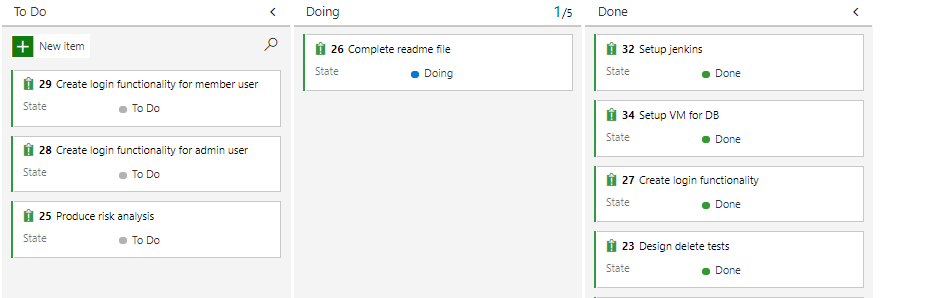 To Do
New item
29 Create login functionality for member user
State To Do
28 Create login functionality for admin user
State To Do
25 Produce risk analysis
State To Do
Doing 1/5
26 Complete readme file
State Doing
Done
32 Setup jenkins
State Done
34 Setup VM for DB
State Done
27 Create login functionality
State Done
23 Design delete tests
State Done